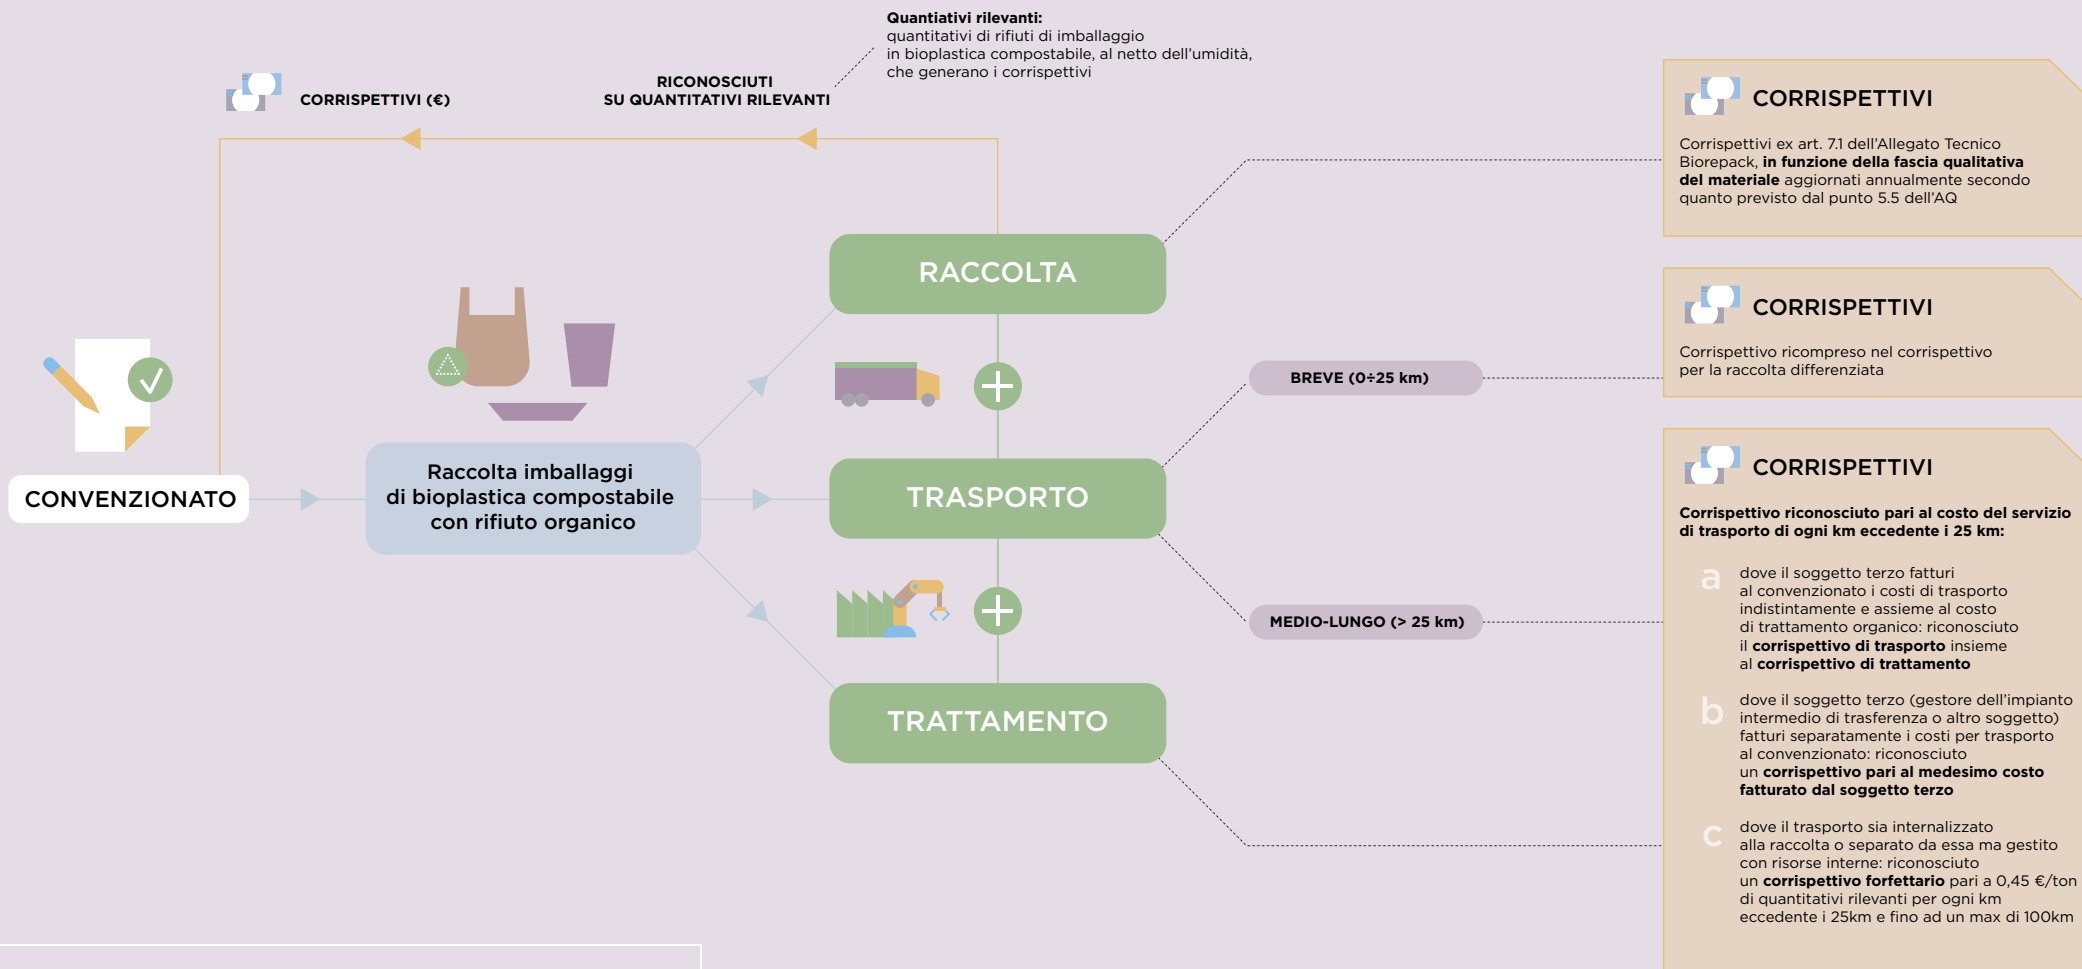 Quantiativi rilevanti:
quantitativi di rifiuti di imballaggio
in bioplastica compostabile, al netto dell'umidità,
che generano i corrispettivi
CORRISPETTIVI (€)
RICONOSCIUTI
SU QUANTITATIVI RILEVANTI
CONVENZIONATO
Raccolta imballaggi
di bioplastica compostabile
con rifiuto organico
RACCOLTA
TRASPORTO
TRATTAMENTO
BREVE (0÷25 km)
MEDIO-LUNGO (> 25 km)
CORRISPETTIVI
Corrispettivi ex art. 7.1 dell'Allegato Tecnico
Biorepack, in funzione della fascia qualitativa
del materiale aggiornati annualmente secondo
quanto previsto dal punto 5.5 dell'AQ
CORRISPETTIVI
Corrispettivo ricompreso nel corrispettivo
per la raccolta differenziata
CORRISPETTIVI
Corrispettivo riconosciuto pari al costo del servizio
di trasporto di ogni km eccedente i 25 km:
a dove il soggetto terzo fatturi
al convenzionato i costi di trasporto
indistintamente e assieme al costo
di trattamento organico: riconosciuto
il corrispettivo di trasporto insieme
al corrispettivo di trattamento
b dove il soggetto terzo (gestore dell'impianto
intermedio di trasferenza o altro soggetto)
fatturi separatamente i costi per trasporto
al convenzionato: riconosciuto
un corrispettivo pari al medesimo costo
fatturato dal soggetto terzo
c dove il trasporto sia internalizzato
alla raccolta o separato da essa ma gestito
con risorse interne: riconosciuto
un corrispettivo forfettario pari a 0,45 €/ton
di quantitativi rilevanti per ogni km
eccedente i 25km e fino ad un max di 100km